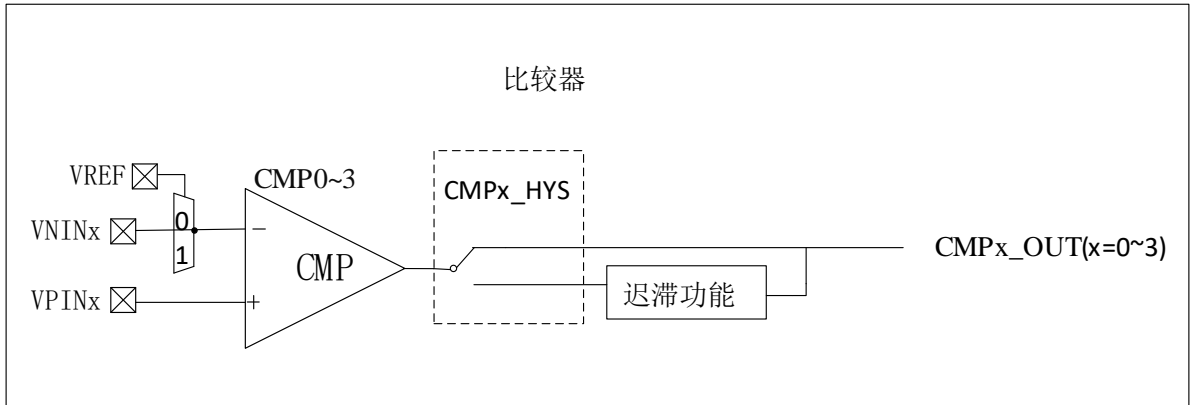 比较器
VREF
CMP0~3
CMPx_HYS
VNINx
0
1
-
CMP
CMPx_OUT(x=0~3)
VPINx
+
迟滞功能